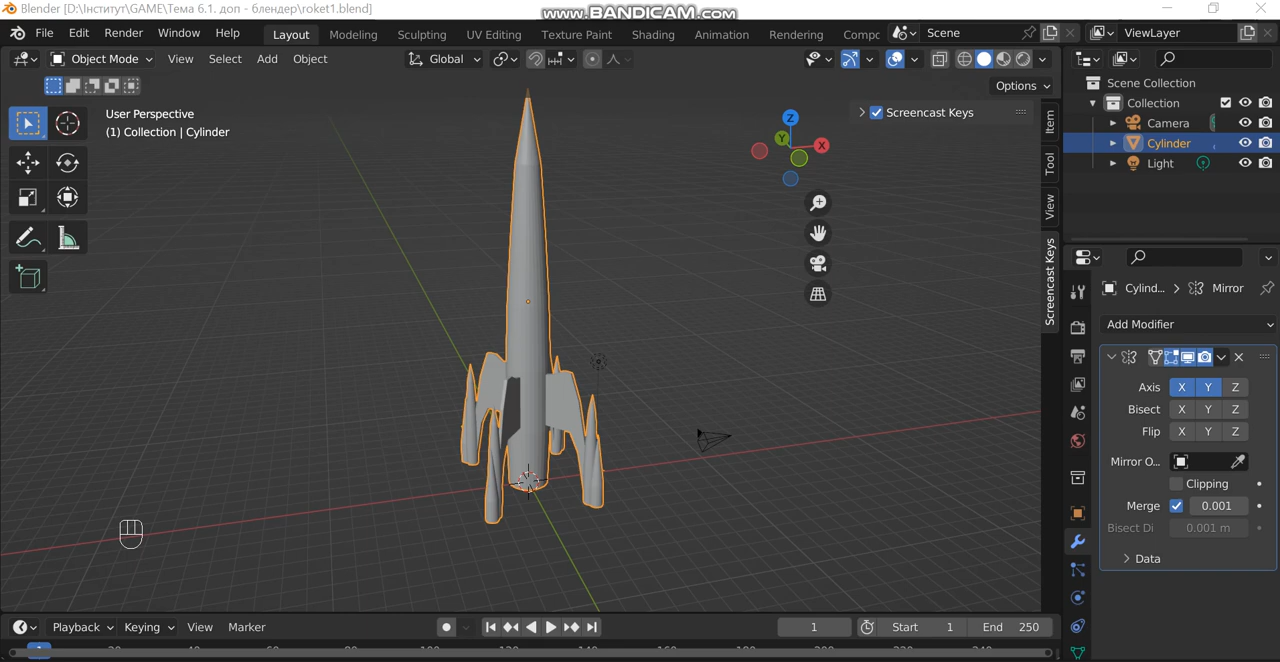 Blender [D:\Інститут\GAME\Тема 6.1. доп - блендер\roket1.blend]
www.BANDICAM.com
File Edit Render Window Help Layout Modeling Sculpting UV Editing Texture Paint Shading Animation Rendering Compc Scene ViewLayer
Object Mode View Select Add Object Global
Options
User Perspective
(1) Collection | Cylinder
Screencast Keys
Z
Y
X
Item
Tool
View
Screencast Keys
Scene Collection
Collection
Camera
Cylinder
Light
Cylind... > Mirror
Add Modifier
Axis X Y Z
Bisect X Y Z
Flip X Y Z
Mirror O...
Clipping
Merge 0.001
Bisect Di 0.001 m
Data
Playback Keying View Marker 1 Start 1 End 250
1